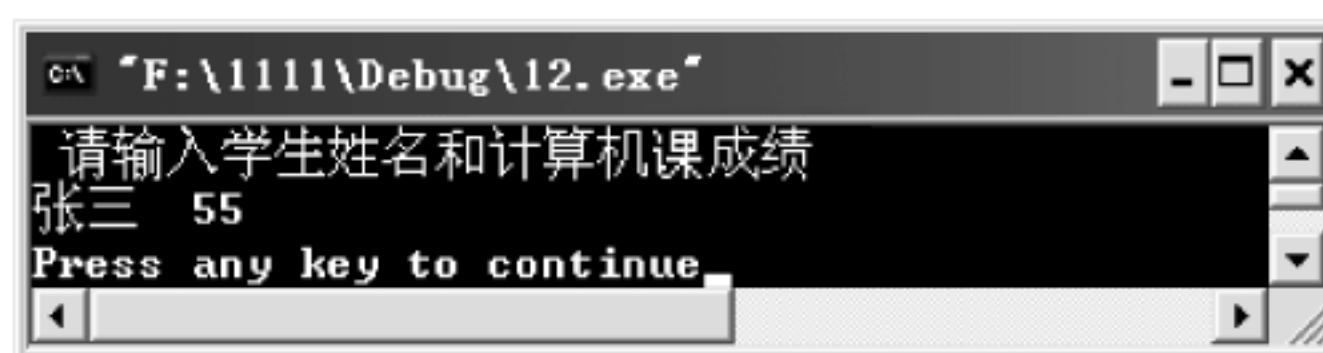 "F:\1111\Debug\12.exe"
请输入学生姓名和计算机课成绩
张三 55
Press any key to continue_